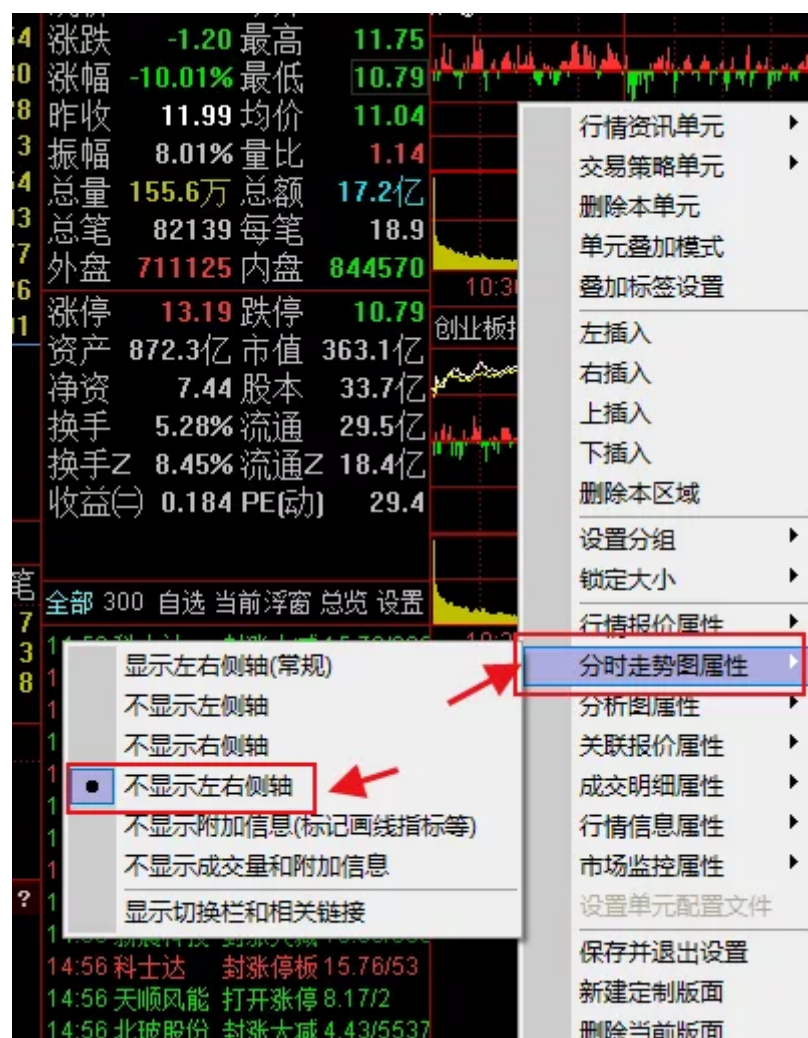 涨跌 -1.20 最高 11.75
涨幅 -10.01% 最低 10.79
昨收 11.99 均价 11.04
振幅 8.01% 量比 1.14
总量 155.6万 总额 17.2亿
总笔 82139 每笔 18.9
外盘 711125 内盘 844570
涨停 13.19 跌停 10.79
资产 872.3亿 市值 363.1亿
净资 7.44 股本 33.7亿
换手 5.28% 流通 29.5亿
换手Z 8.45% 流通Z 18.4亿
收益㈢ 0.184 PE(动) 29.4
全部 300 自选 当前浮窗 总览 设置
笔
7
3
8
?
显示左右侧轴(常规)
不显示左侧轴
不显示右侧轴
不显示左右侧轴
不显示附加信息(标记画线指标等)
不显示成交量和附加信息
显示切换栏和相关链接
14:56 科士达 封涨停板 15.76/53
14:56 天顺风能 打开涨停 8.17/2
14:56 北玻股份 封涨大减 4.43/5537
创业板
行情资讯单元
交易策略单元
删除本单元
单元叠加模式
叠加标签设置
左插入
右插入
上插入
下插入
删除本区域
设置分组
锁定大小
行情报价属性
分时走势图属性
分析图属性
关联报价属性
成交明细属性
行情信息属性
市场监控属性
设置单元配置文件
保存并退出设置
新建定制版面
删除当前版面